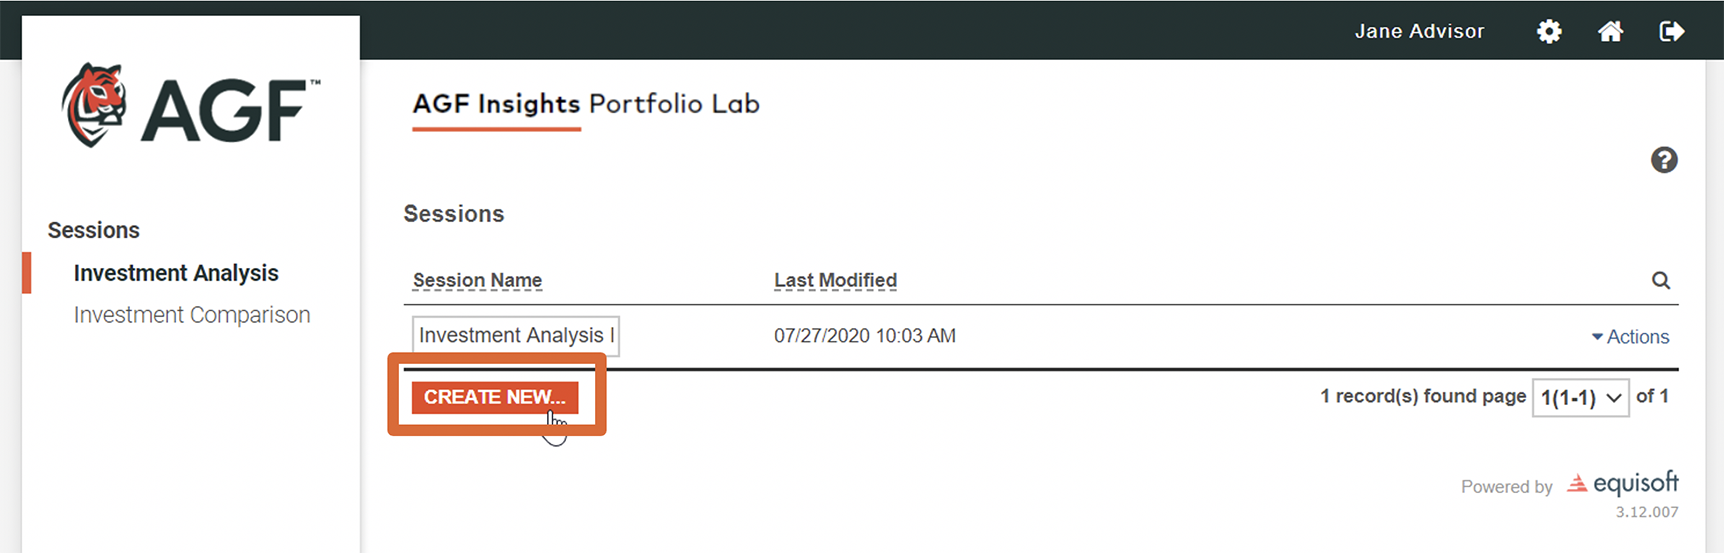 Jane Advisor
AGF™
AGF Insights Portfolio Lab
?
Sessions
Investment Analysis
Investment Comparison
Sessions
Session Name Last Modified
Investment Analysis I 07/27/2020 10:03 AM Actions
CREATE NEW... 1 record(s) found page 1(1-1) of 1
Powered by equisoft
3.12.007